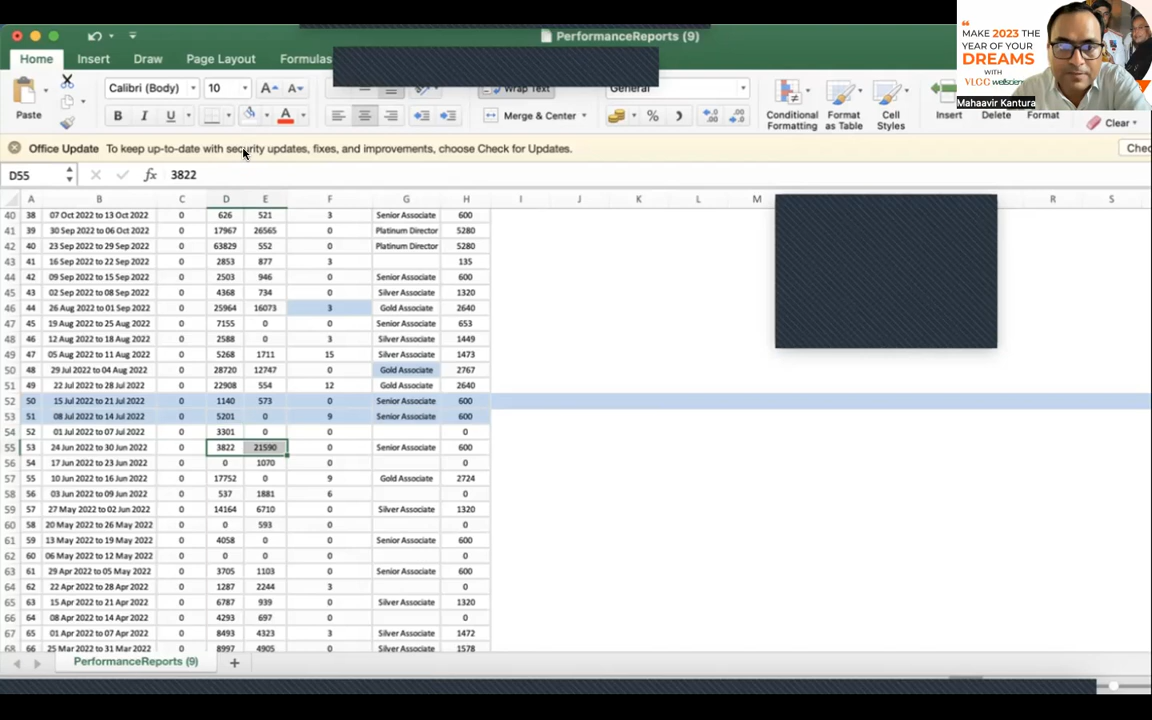 PerformanceReports (9)
Home Insert Draw Page Layout Formulas
Paste
Calibri (Body) 10 A A
B I U A
Wrap Text
Merge & Center
General
%
Conditional Formatting
Format as Table
Cell Styles
Insert Delete Format
Clear
“
MAKE 2023 THE
YEAR OF YOUR
DREAMS
WITH
VLCC wellscience
Mahaavir Kantura
Office Update To keep up-to-date with security updates, fixes, and improvements, choose Check for Updates. Chec
D55 fx 3822
A B C D E F G H I J K L M R S
40 38 07 Oct 2022 to 13 Oct 2022 0 626 521 3 Senior Associate 600
41 39 30 Sep 2022 to 06 Oct 2022 0 17967 26565 0 Platinum Director 5280
42 40 23 Sep 2022 to 29 Sep 2022 0 63829 552 0 Platinum Director 5280
43 41 16 Sep 2022 to 22 Sep 2022 0 2853 877 3 135
44 42 09 Sep 2022 to 15 Sep 2022 0 2503 946 0 Senior Associate 600
45 43 02 Sep 2022 to 08 Sep 2022 0 4368 734 0 Silver Associate 1320
46 44 26 Aug 2022 to 01 Sep 2022 0 25964 16073 3 Gold Associate 2640
47 45 19 Aug 2022 to 25 Aug 2022 0 7155 0 0 Senior Associate 653
48 46 12 Aug 2022 to 18 Aug 2022 0 2588 0 3 Silver Associate 1449
49 47 05 Aug 2022 to 11 Aug 2022 0 5268 1711 15 Silver Associate 1473
50 48 29 Jul 2022 to 04 Aug 2022 0 28720 12747 0 Gold Associate 2767
51 49 22 Jul 2022 to 28 Jul 2022 0 22908 554 12 Gold Associate 2640
52 50 15 Jul 2022 to 21 Jul 2022 0 1140 573 0 Senior Associate 600
53 51 08 Jul 2022 to 14 Jul 2022 0 5201 0 9 Senior Associate 600
54 52 01 Jul 2022 to 07 Jul 2022 0 3301 0 0 0
55 53 24 Jun 2022 to 30 Jun 2022 0 3822 21590 0 Senior Associate 600
56 54 17 Jun 2022 to 23 Jun 2022 0 0 1070 0 0
57 55 10 Jun 2022 to 16 Jun 2022 0 17752 0 9 Gold Associate 2724
58 56 03 Jun 2022 to 09 Jun 2022 0 537 1881 6 0
59 57 27 May 2022 to 02 Jun 2022 0 14164 6710 0 Silver Associate 1320
60 58 20 May 2022 to 26 May 2022 0 0 593 0 0
61 59 13 May 2022 to 19 May 2022 0 4058 0 0 Senior Associate 600
62 60 06 May 2022 to 12 May 2022 0 0 0 0 0
63 61 29 Apr 2022 to 05 May 2022 0 3705 1103 0 Senior Associate 600
64 62 22 Apr 2022 to 28 Apr 2022 0 1287 2244 3 0
65 63 15 Apr 2022 to 21 Apr 2022 0 6787 939 0 Silver Associate 1320
66 64 08 Apr 2022 to 14 Apr 2022 0 4293 697 0 0
67 65 01 Apr 2022 to 07 Apr 2022 0 8493 4323 3 Silver Associate 1472
68 66 25 Mar 2022 to 31 Mar 2022 0 8997 4905 0 Silver Associate 1578
PerformanceReports (9) +